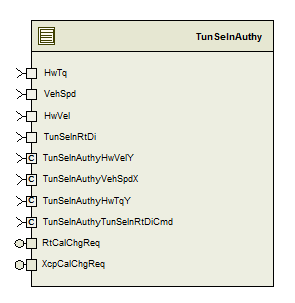 TunSelnAuthy
HwTq
VehSpd
HwVel
TunSelnRtDi
C TunSelnAuthyHwVelY
C TunSelnAuthyVehSpdX
C TunSelnAuthyHwTqY
C TunSelnAuthyTunSelnRtDiCmd
RtCalChgReq
XcpCalChgReq